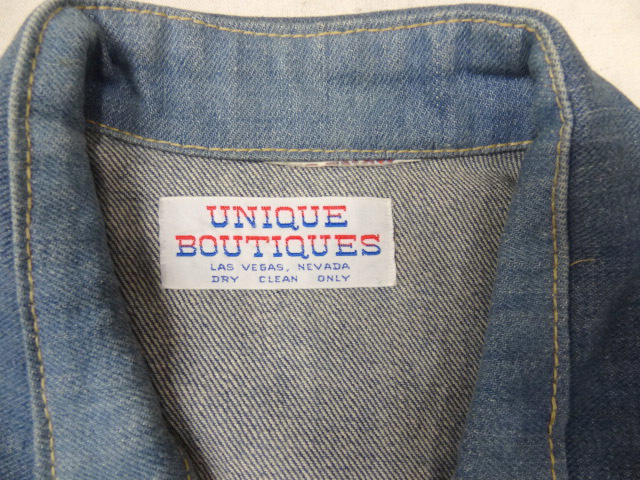 UNIQUE
BOUTIQUES
LAS VEGAS, NEVADA
DRY CLEAN ONLY